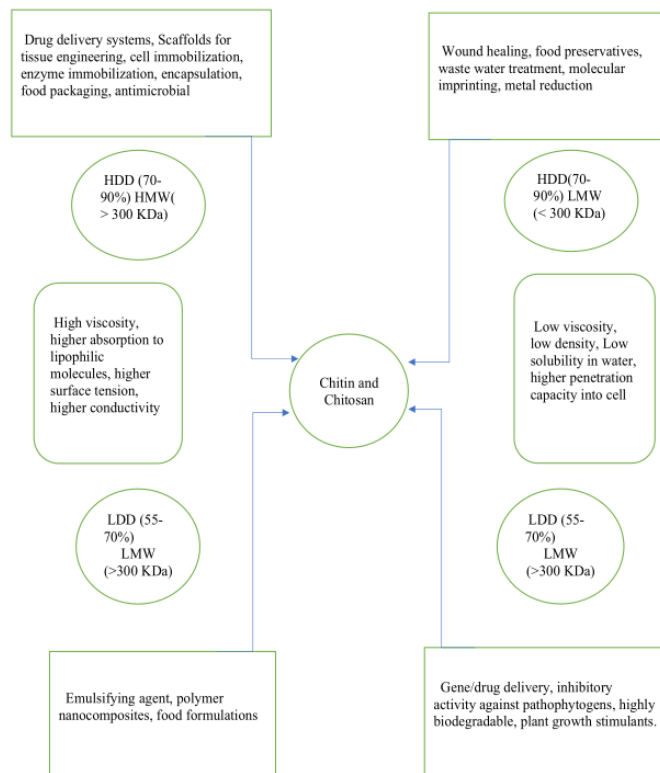 Drug delivery systems, Scaffolds for
tissue engineering, cell immobilization,
enzyme immobilization, encapsulation,
food packaging, antimicrobial
Wound healing, food preservatives,
waste water treatment, molecular
imprinting, metal reduction
HDD (70-
90%) HMW(
> 300 KDa)
HDD(70-
90%) LMW
(< 300 KDa)
High viscosity,
higher absorption to
lipophilic
molecules, higher
surface tension,
higher conductivity
Chitin and
Chitosan
Low viscosity,
low density, Low
solubility in water,
higher penetration
capacity into cell
LDD (55-
70%)
LMW
(>300 KDa)
LDD (55-
70%)
LMW
(>300 KDa)
Emulsifying agent, polymer
nanocomposites, food formulations
Gene/drug delivery, inhibitory
activity against pathophytogens, highly
biodegradable, plant growth stimulants.